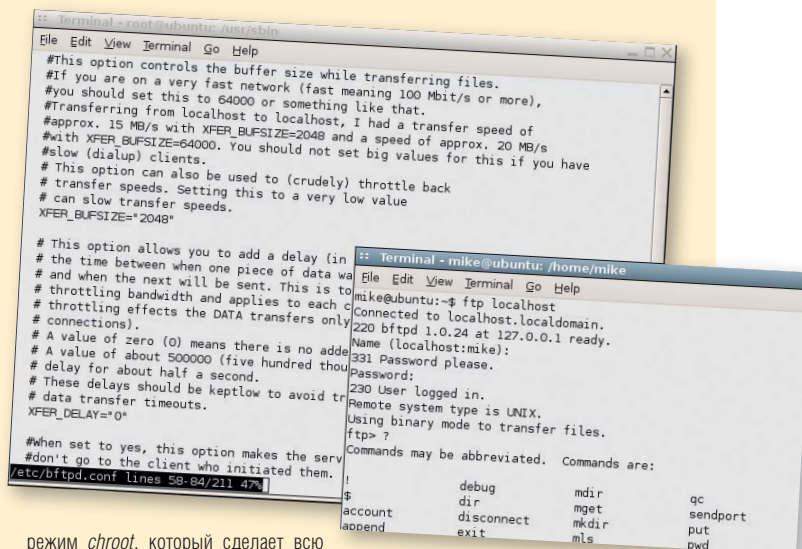 :: Terminal - root@ubuntu: /usr/sbin
File Edit View Terminal Go Help
#This option controls the buffer size while transferring files.
#If you are on a very fast network (fast meaning 100 Mbit/s or more),
#you should set this to 64000 or something like that.
#Transferring from localhost to localhost, I had a transfer speed of
#approx. 15 MB/s with XFER_BUFSIZE=2048 and a speed of approx. 20 MB/s
#with XFER_BUFSIZE=64000. You should not set big values for this if you have
#slow (dialup) clients.
# This option can also be used to (crudely) throttle back
# transfer speeds. Setting this to a very low value
# can slow transfer speeds.
XFER_BUFSIZE="2048"
# This option allows you to add a delay (in
# the time between when one piece of data wa
# and when the next will be sent. This is to
# throttling bandwidth and applies to each c
# throttling effects the DATA transfers only
# connections).
# A value of zero (0) means there is no adde
# A value of about 500000 (five hundred thou
# delay for about half a second.
# These delays should be keptlow to avoid tr
# data transfer timeouts.
XFER_DELAY="0"
#When set to yes, this option makes the serv
#don't go to the client who initiated them.
/etc/bftpd.conf lines 58-84/211 47%
:: Terminal - mike@ubuntu: /home/mike
File Edit View Terminal Go Help
mike@ubuntu:~$ ftp localhost
Connected to localhost.localdomain.
220 bftpd 1.0.24 at 127.0.0.1 ready.
Name (localhost:mike):
331 Password please.
Password:
230 User logged in.
Remote system type is UNIX.
Using binary mode to transfer files.
ftp> ?
Commands may be abbreviated. Commands are:
! debug mdir qc
$ dir mget sendport
account disconnect mkdir put
append exit mls pwd
режим chroot, который сделает всю